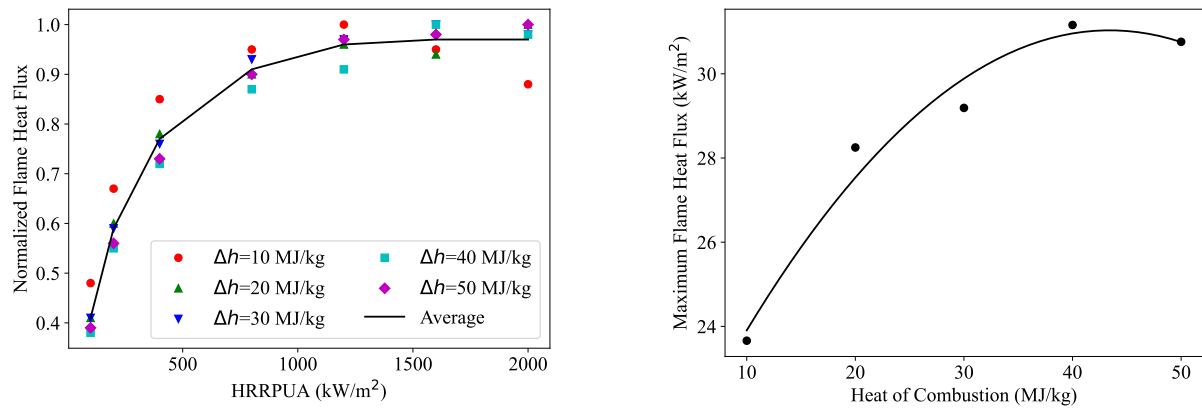 1.0
0.9
0.8
0.7
0.6
0.5
0.4
Normalized Flame Heat Flux
Δh=10 MJ/kg
Δh=20 MJ/kg
Δh=30 MJ/kg
Δh=40 MJ/kg
Δh=50 MJ/kg
Average
500
1000
1500
2000
HRRPUA (kW/m²)
30
28
26
24
Maximum Flame Heat Flux (kW/m²)
10
20
30
40
50
Heat of Combustion (MJ/kg)